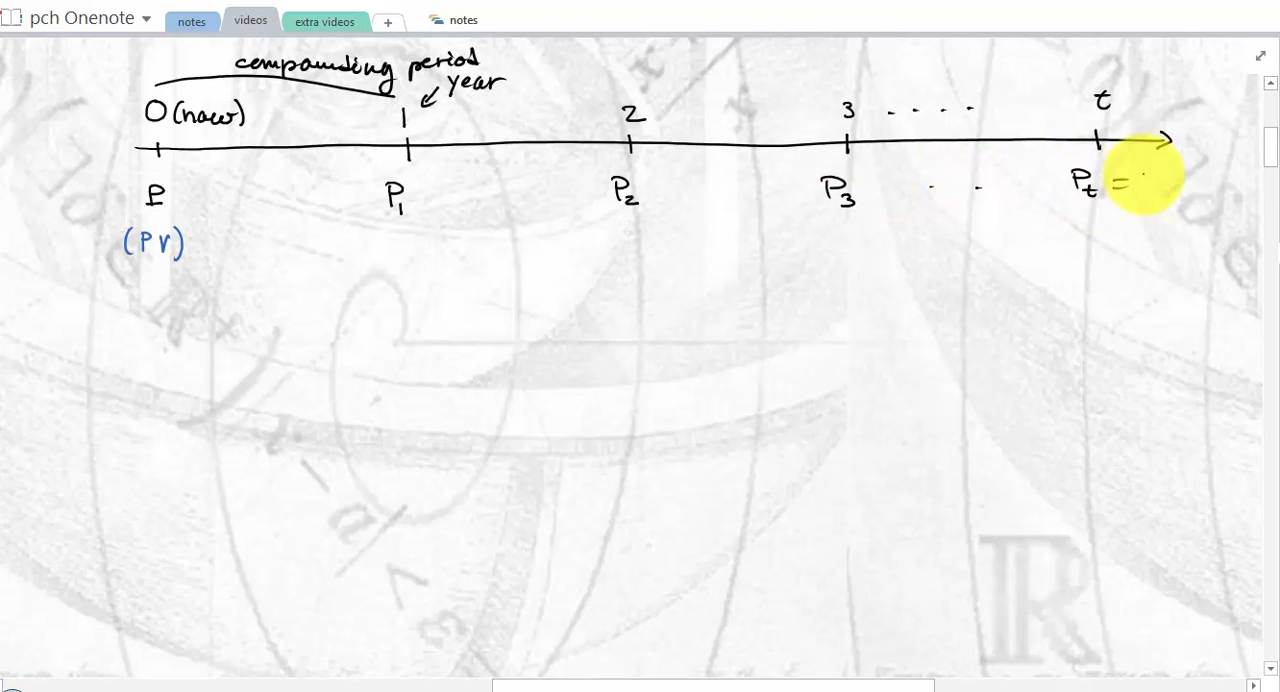 pch Onenote notes videos extra videos + notes
compounding period
year
0 (now) 1 2 3 . . . . t
P P₁ P₂ P₃ . . Pₜ =
(PV)
ℝ